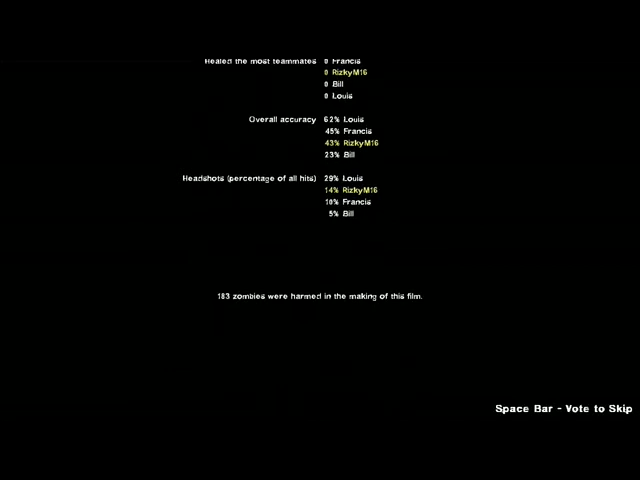 Healed the most teammates 0 Francis
0 RizkyM16
0 Bill
0 Louis
Overall accuracy 62% Louis
45% Francis
43% RizkyM16
23% Bill
Headshots (percentage of all hits) 29% Louis
14% RizkyM16
10% Francis
5% Bill
183 zombies were harmed in the making of this film.
Space Bar - Vote to Skip